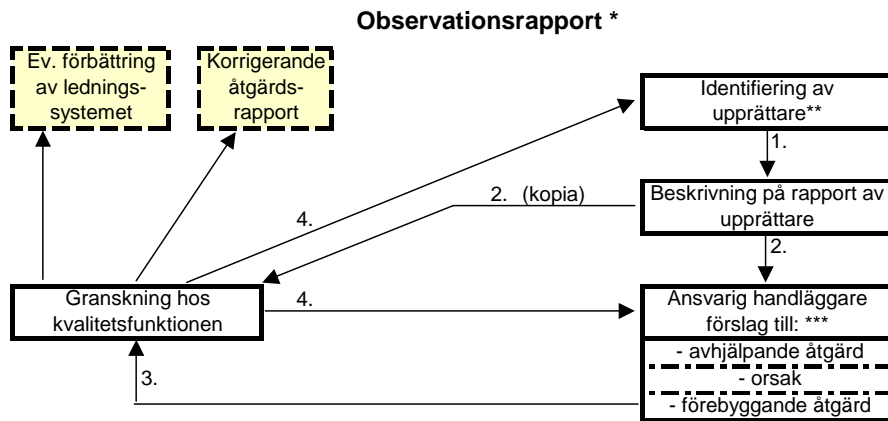 Observationsrapport *
Ev. förbättring
av lednings-
systemet
Korrigerande
åtgärds-
rapport
Identifiering av
upprättare**
1.
2. (kopia)
4.
Beskrivning på rapport av
upprättare
2.
Granskning hos
kvalitetsfunktionen
4.
Ansvarig handläggare
förslag till: ***
- avhjälpande åtgärd
- orsak
- förebyggande åtgärd
3.